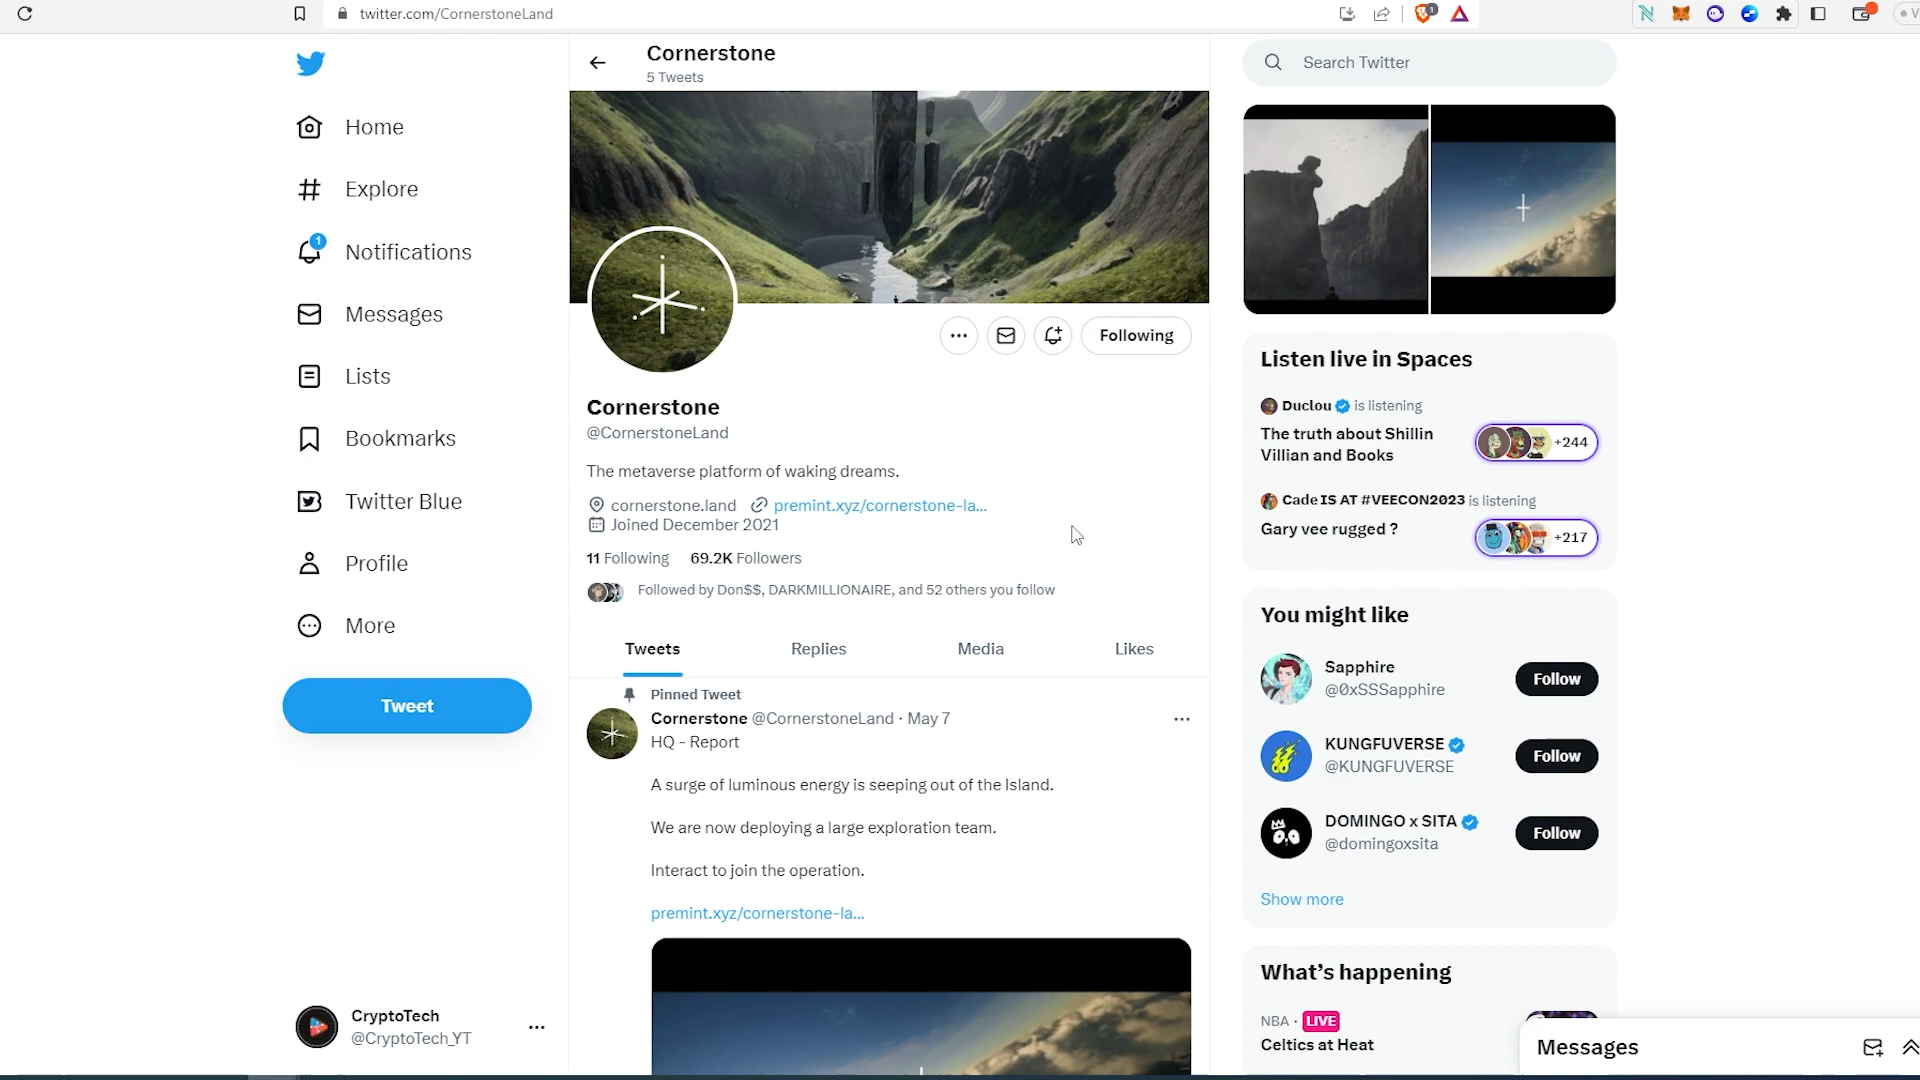 twitter.com/CornerstoneLand
1
Home
Explore
1
Notifications
Messages
Lists
Bookmarks
Twitter Blue
Profile
More
Tweet
CryptoTech
@CryptoTech_YT
Cornerstone
5 Tweets
Following
Cornerstone
@CornerstoneLand
The metaverse platform of waking dreams.
cornerstone.land premint.xyz/cornerstone-la...
Joined December 2021
11 Following 69.2K Followers
Followed by Don$$, DARKMILLIONAIRE, and 52 others you follow
Tweets Replies Media Likes
Pinned Tweet
Cornerstone @CornerstoneLand · May 7
HQ - Report
A surge of luminous energy is seeping out of the Island.
We are now deploying a large exploration team.
Interact to join the operation.
premint.xyz/cornerstone-la...
Search Twitter
Listen live in Spaces
Duclou is listening
The truth about Shillin
Villian and Books
+244
Cade IS AT #VEECON2023 is listening
Gary vee rugged ?
+217
You might like
Sapphire
@0xSSSapphire
Follow
KUNGFUVERSE
@KUNGFUVERSE
Follow
DOMINGO x SITA
@domingoxsita
Follow
Show more
What's happening
NBA · LIVE
Celtics at Heat
Messages